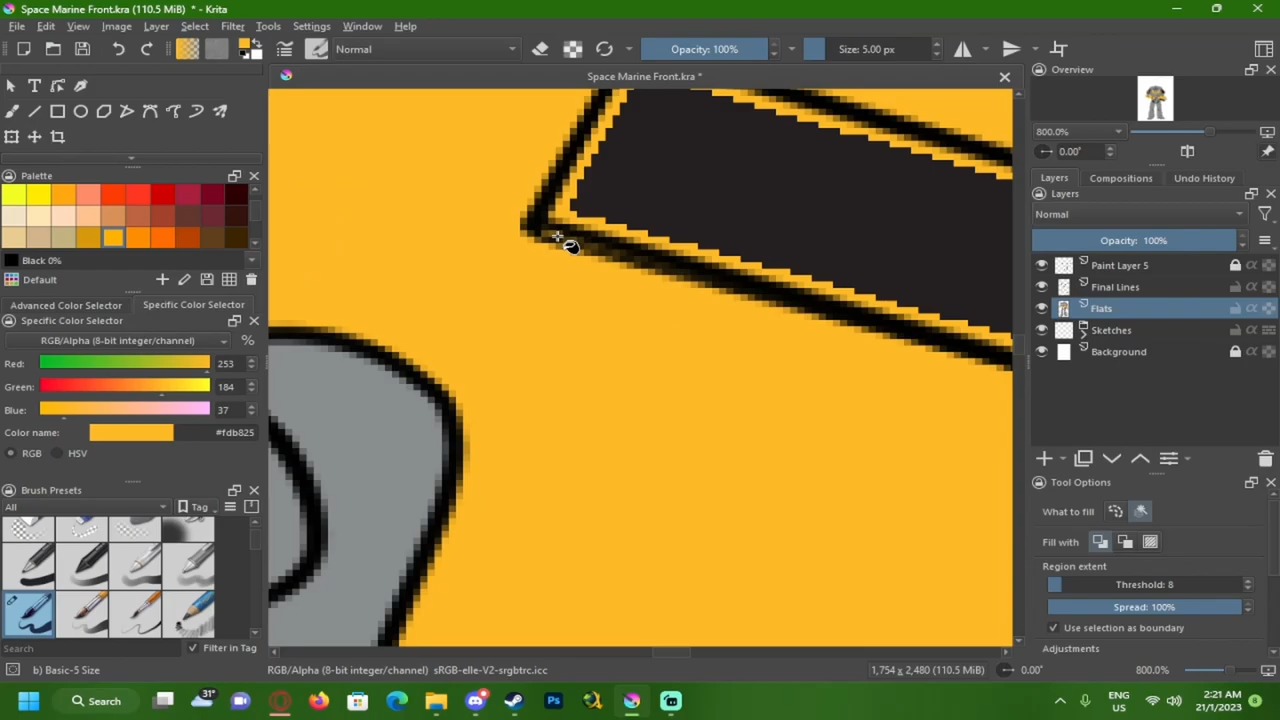 Space Marine Front.kra (110.5 MiB) * - Krita
File Edit View Image Layer Select Filter Tools Settings Window Help
Normal Opacity: 100% Size: 5.00 px
Space Marine Front.kra *
Overview
800.0%
0.00°
Layers Compositions Undo History
Layers
Normal
Opacity: 100%
Paint Layer 5
Final Lines
Flats
Sketches
Background
Tool Options
What to fill
Fill with
Region extent
Threshold: 8
Spread: 100%
Use selection as boundary
Adjustments
Palette
Black 0%
Default
Advanced Color Selector Specific Color Selector
Specific Color Selector
RGB/Alpha (8-bit integer/channel) %
Red: 253
Green: 184
Blue: 37
Color name: #fdb825
RGB HSV
Brush Presets
All Tag
Search Filter in Tag
b) Basic-5 Size RGB/Alpha (8-bit integer/channel) sRGB-elle-V2-srgbtrc.icc 1,754 x 2,480 (110.5 MiB) 0.00° 800.0%
Search 31° Ps ENG 2:21 AM
US 21/1/2023 8